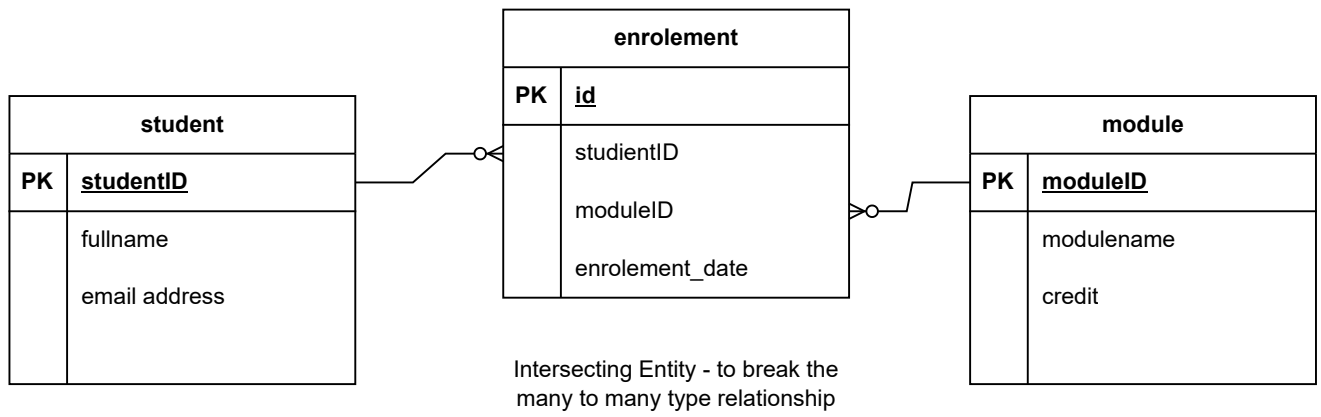 student
PK studentID
fullname
email address
enrolement
PK id
studientID
moduleID
enrolement_date
Intersecting Entity - to break the
many to many type relationship
module
PK moduleID
modulename
credit